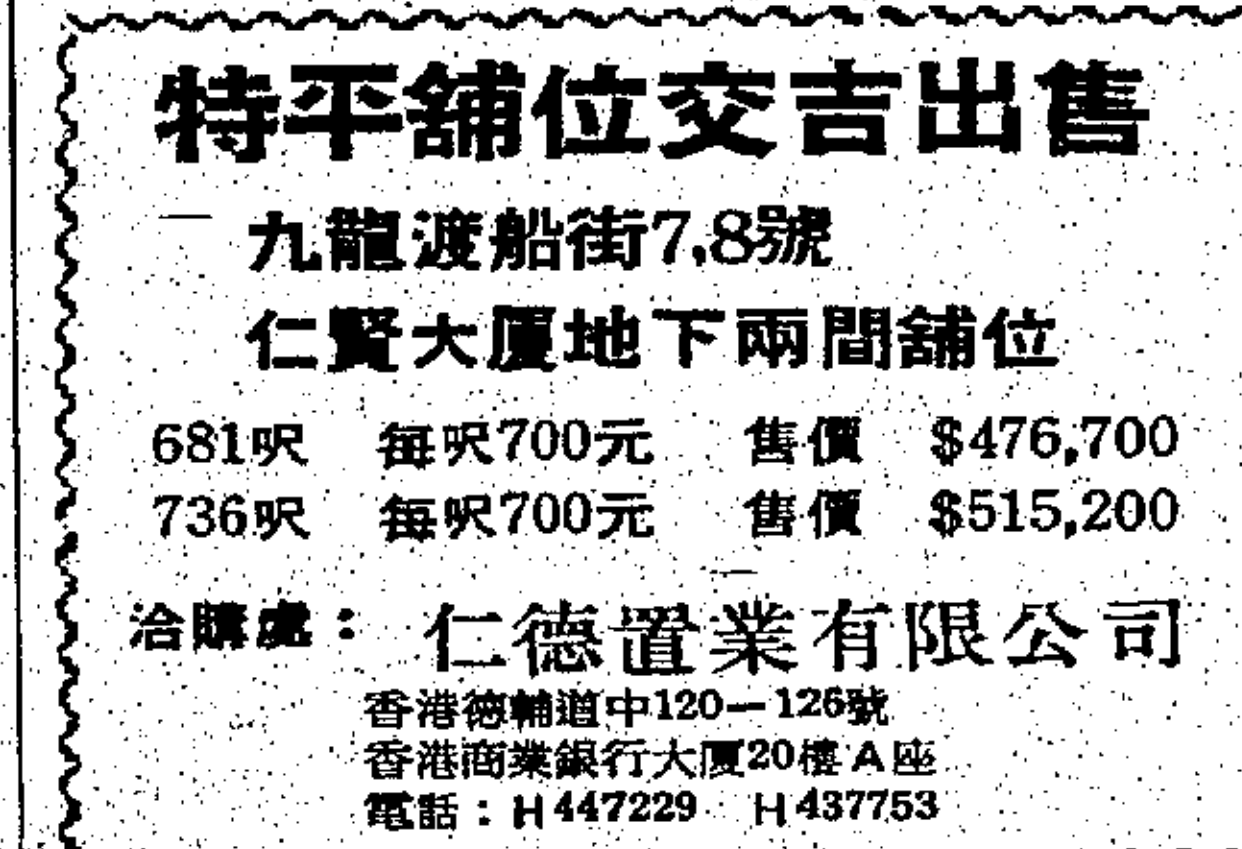 特平舖位交吉出售
九龍渡船街7,8號
仁賢大厦地下兩間舖位
681呎 每呎700元 售價 $476,700
736呎 每呎700元 售價 $515,200
洽購處：仁德置業有限公司
香港德輔道中120－126號
香港商業銀行大厦20樓A座
電話：H447229 H437753